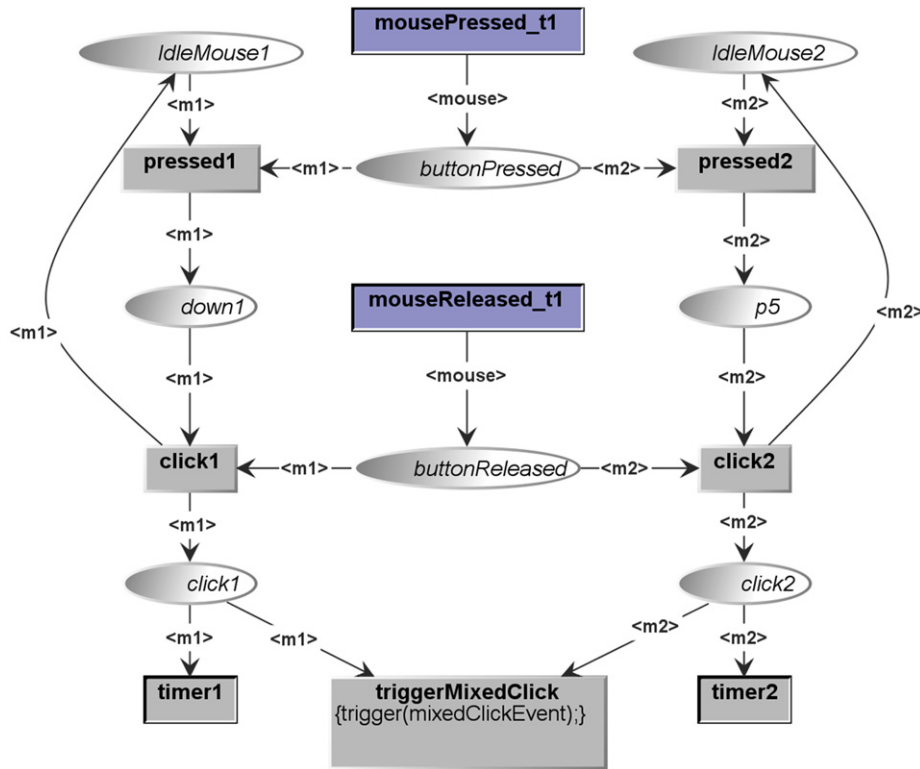 IdleMouse1
mousePressed_t1
IdleMouse2
<m1>
<mouse>
<m2>
pressed1
<m1>
buttonPressed
<m2>
pressed2
<m1>
<m2>
down1
mouseReleased_t1
p5
<m1>
<m2>
<m1>
<mouse>
<m2>
click1
<m1>
buttonReleased
<m2>
click2
<m1>
<m2>
click1
click2
<m1>
<m1>
<m2>
<m2>
timer1
triggerMixedClick
{trigger(mixedClickEvent);}
timer2